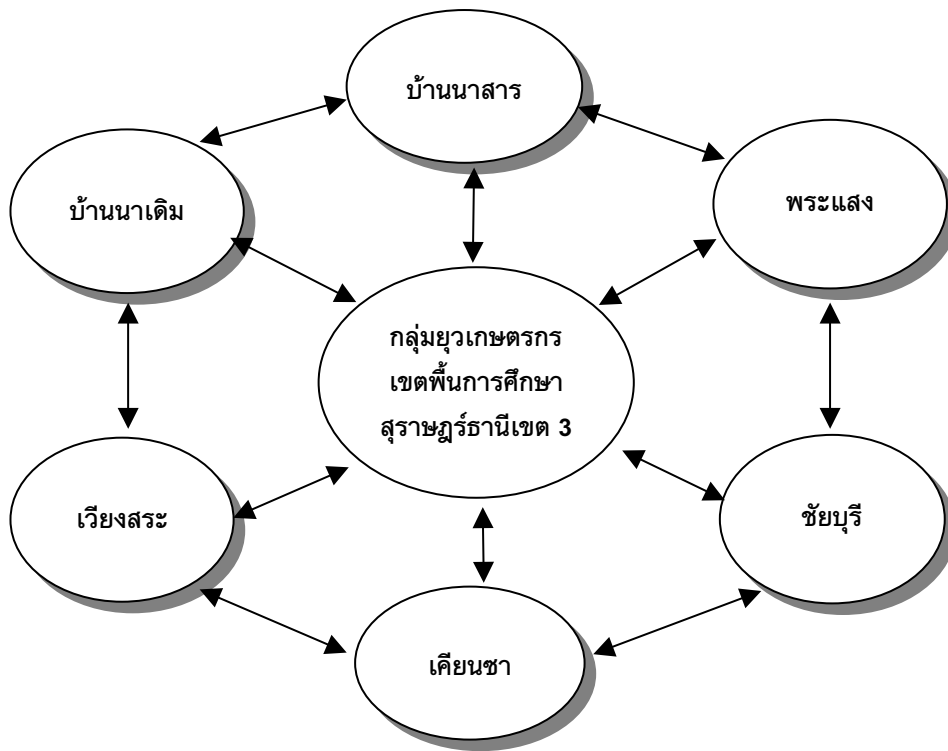 บ้านนาสาร
บ้านนาเดิม
พระแสง
กลุ่มยุวเกษตรกร
เขตพื้นการศึกษา
สุราษฎร์ธานีเขต 3
เวียงสระ
ชัยบุรี
เคียนซา